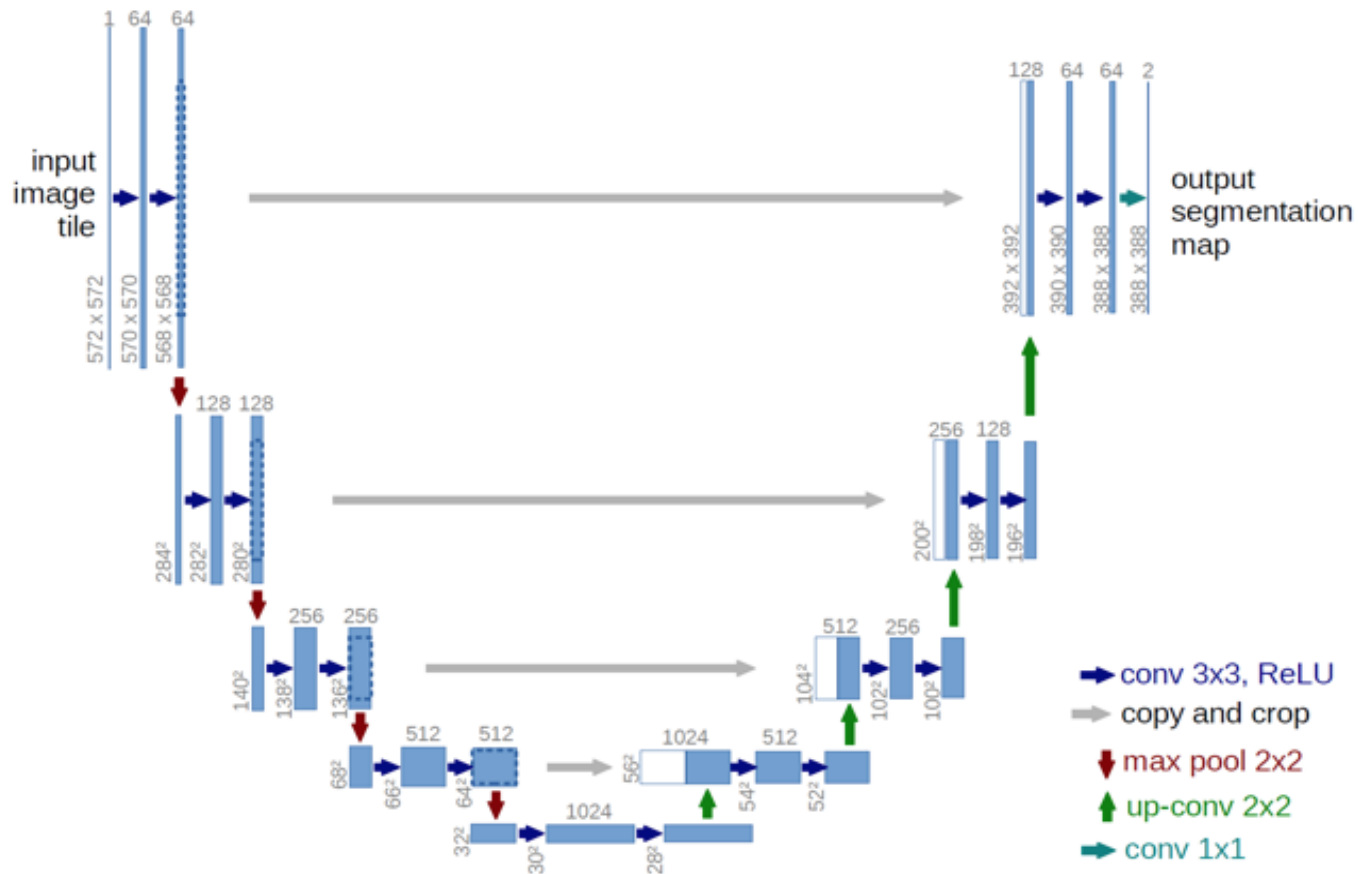 1 64 64
128 64 64 2
input
image
tile
output
segmentation
map
572 x 572
570 x 570
568 x 568
392 x 392
390 x 390
388 x 388
388 x 388
128 128
256 128
284²
282²
280²
200²
198²
196²
256 256
512 256
140²
138²
136²
104²
102²
100²
512 512
1024 512
68²
66²
64²
56²
54²
52²
1024
32²
30²
28²
conv 3x3, ReLU
copy and crop
max pool 2x2
up-conv 2x2
conv 1x1